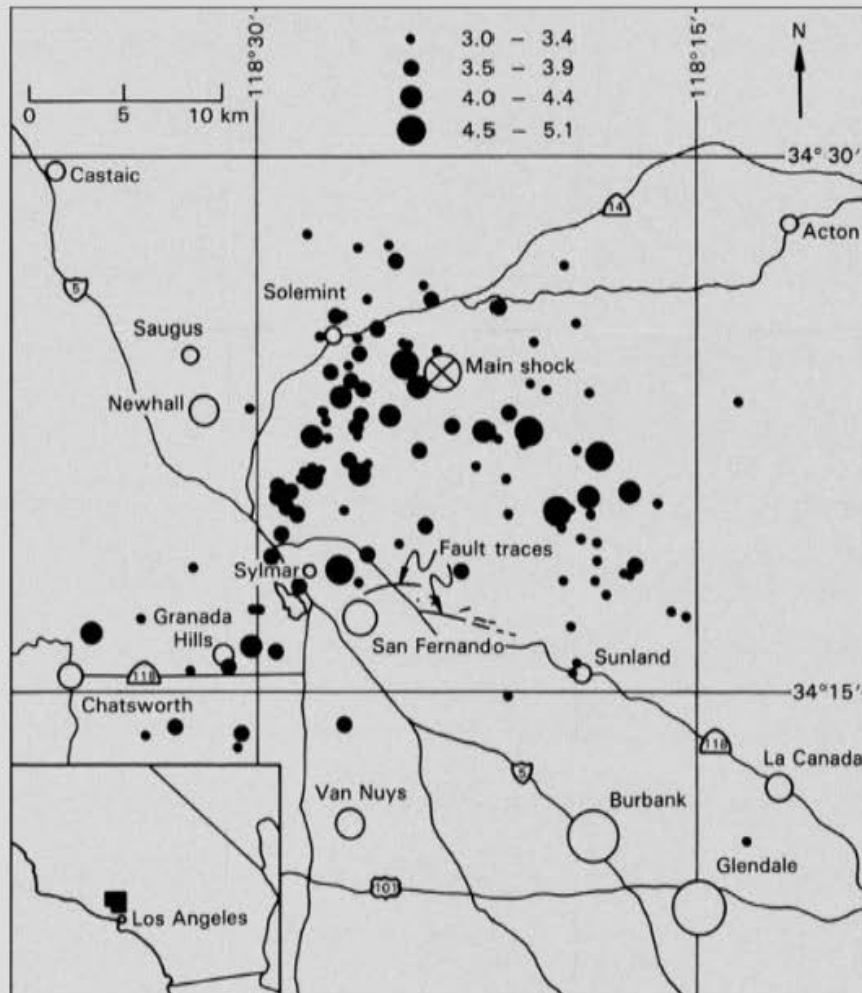 118°30'
3.0 – 3.4
3.5 – 3.9
4.0 – 4.4
4.5 – 5.1
118°15'
N
0 5 10 km
34° 30'
Castaic
14
Acton
5
Solemint
Saugus
Main shock
Newhall
Fault traces
Sylmar
Granada
Hills
San Fernando
Sunland
118
34°15'
Chatsworth
118
La Canada
5
Van Nuys
Burbank
Glendale
101
Los Angeles